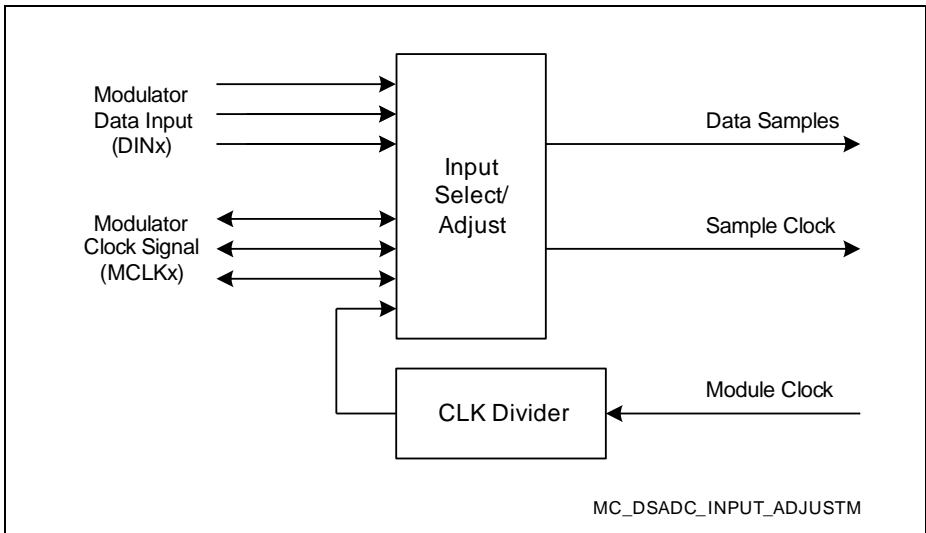 Modulator
Data Input
(DINx)
Modulator
Clock Signal
(MCLKx)
Input
Select/
Adjust
Data Samples
Sample Clock
CLK Divider
Module Clock
MC_DSADC_INPUT_ADJUSTM